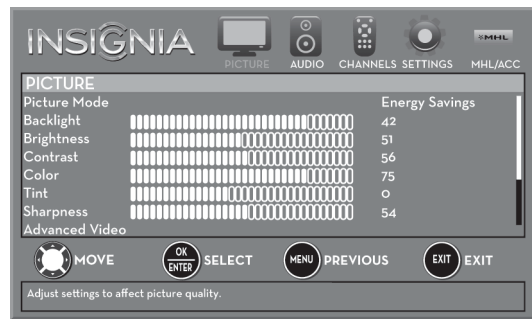 INSIGNIA
PICTURE AUDIO CHANNELS SETTINGS MHL MHL/ACC
PICTURE
Picture Mode Energy Savings
Backlight 42
Brightness 51
Contrast 56
Color 75
Tint 0
Sharpness 54
Advanced Video
MOVE OK ENTER SELECT MENU PREVIOUS EXIT EXIT
Adjust settings to affect picture quality.